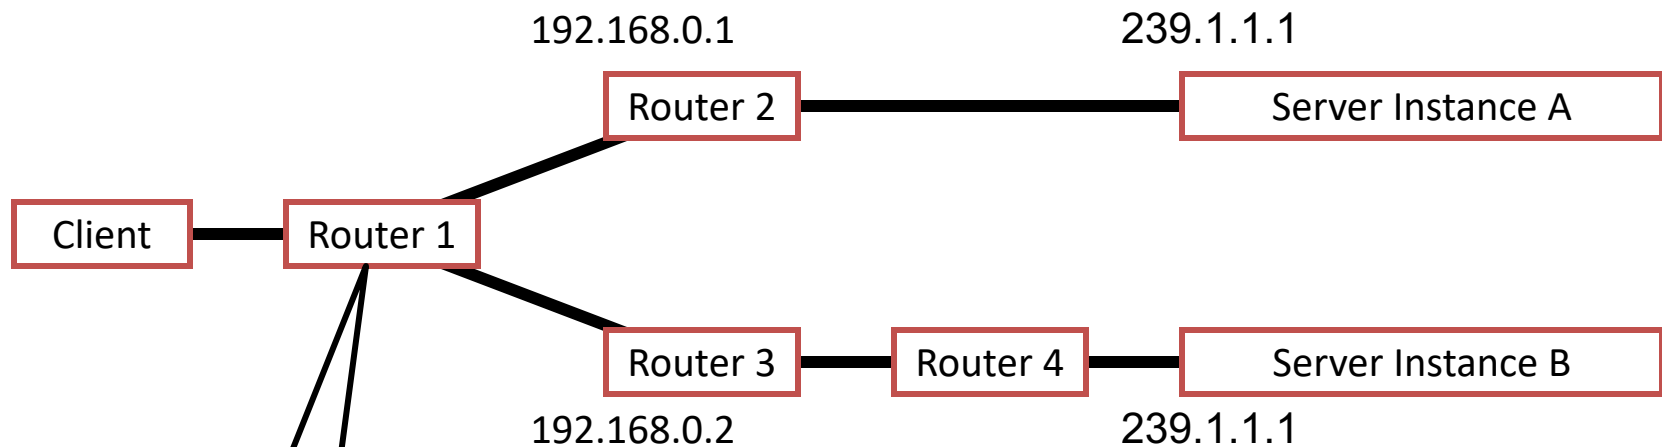 192.168.0.1 239.1.1.1
Router 2 Server Instance A
Client Router 1
Router 3 Router 4 Server Instance B
192.168.0.2 239.1.1.1